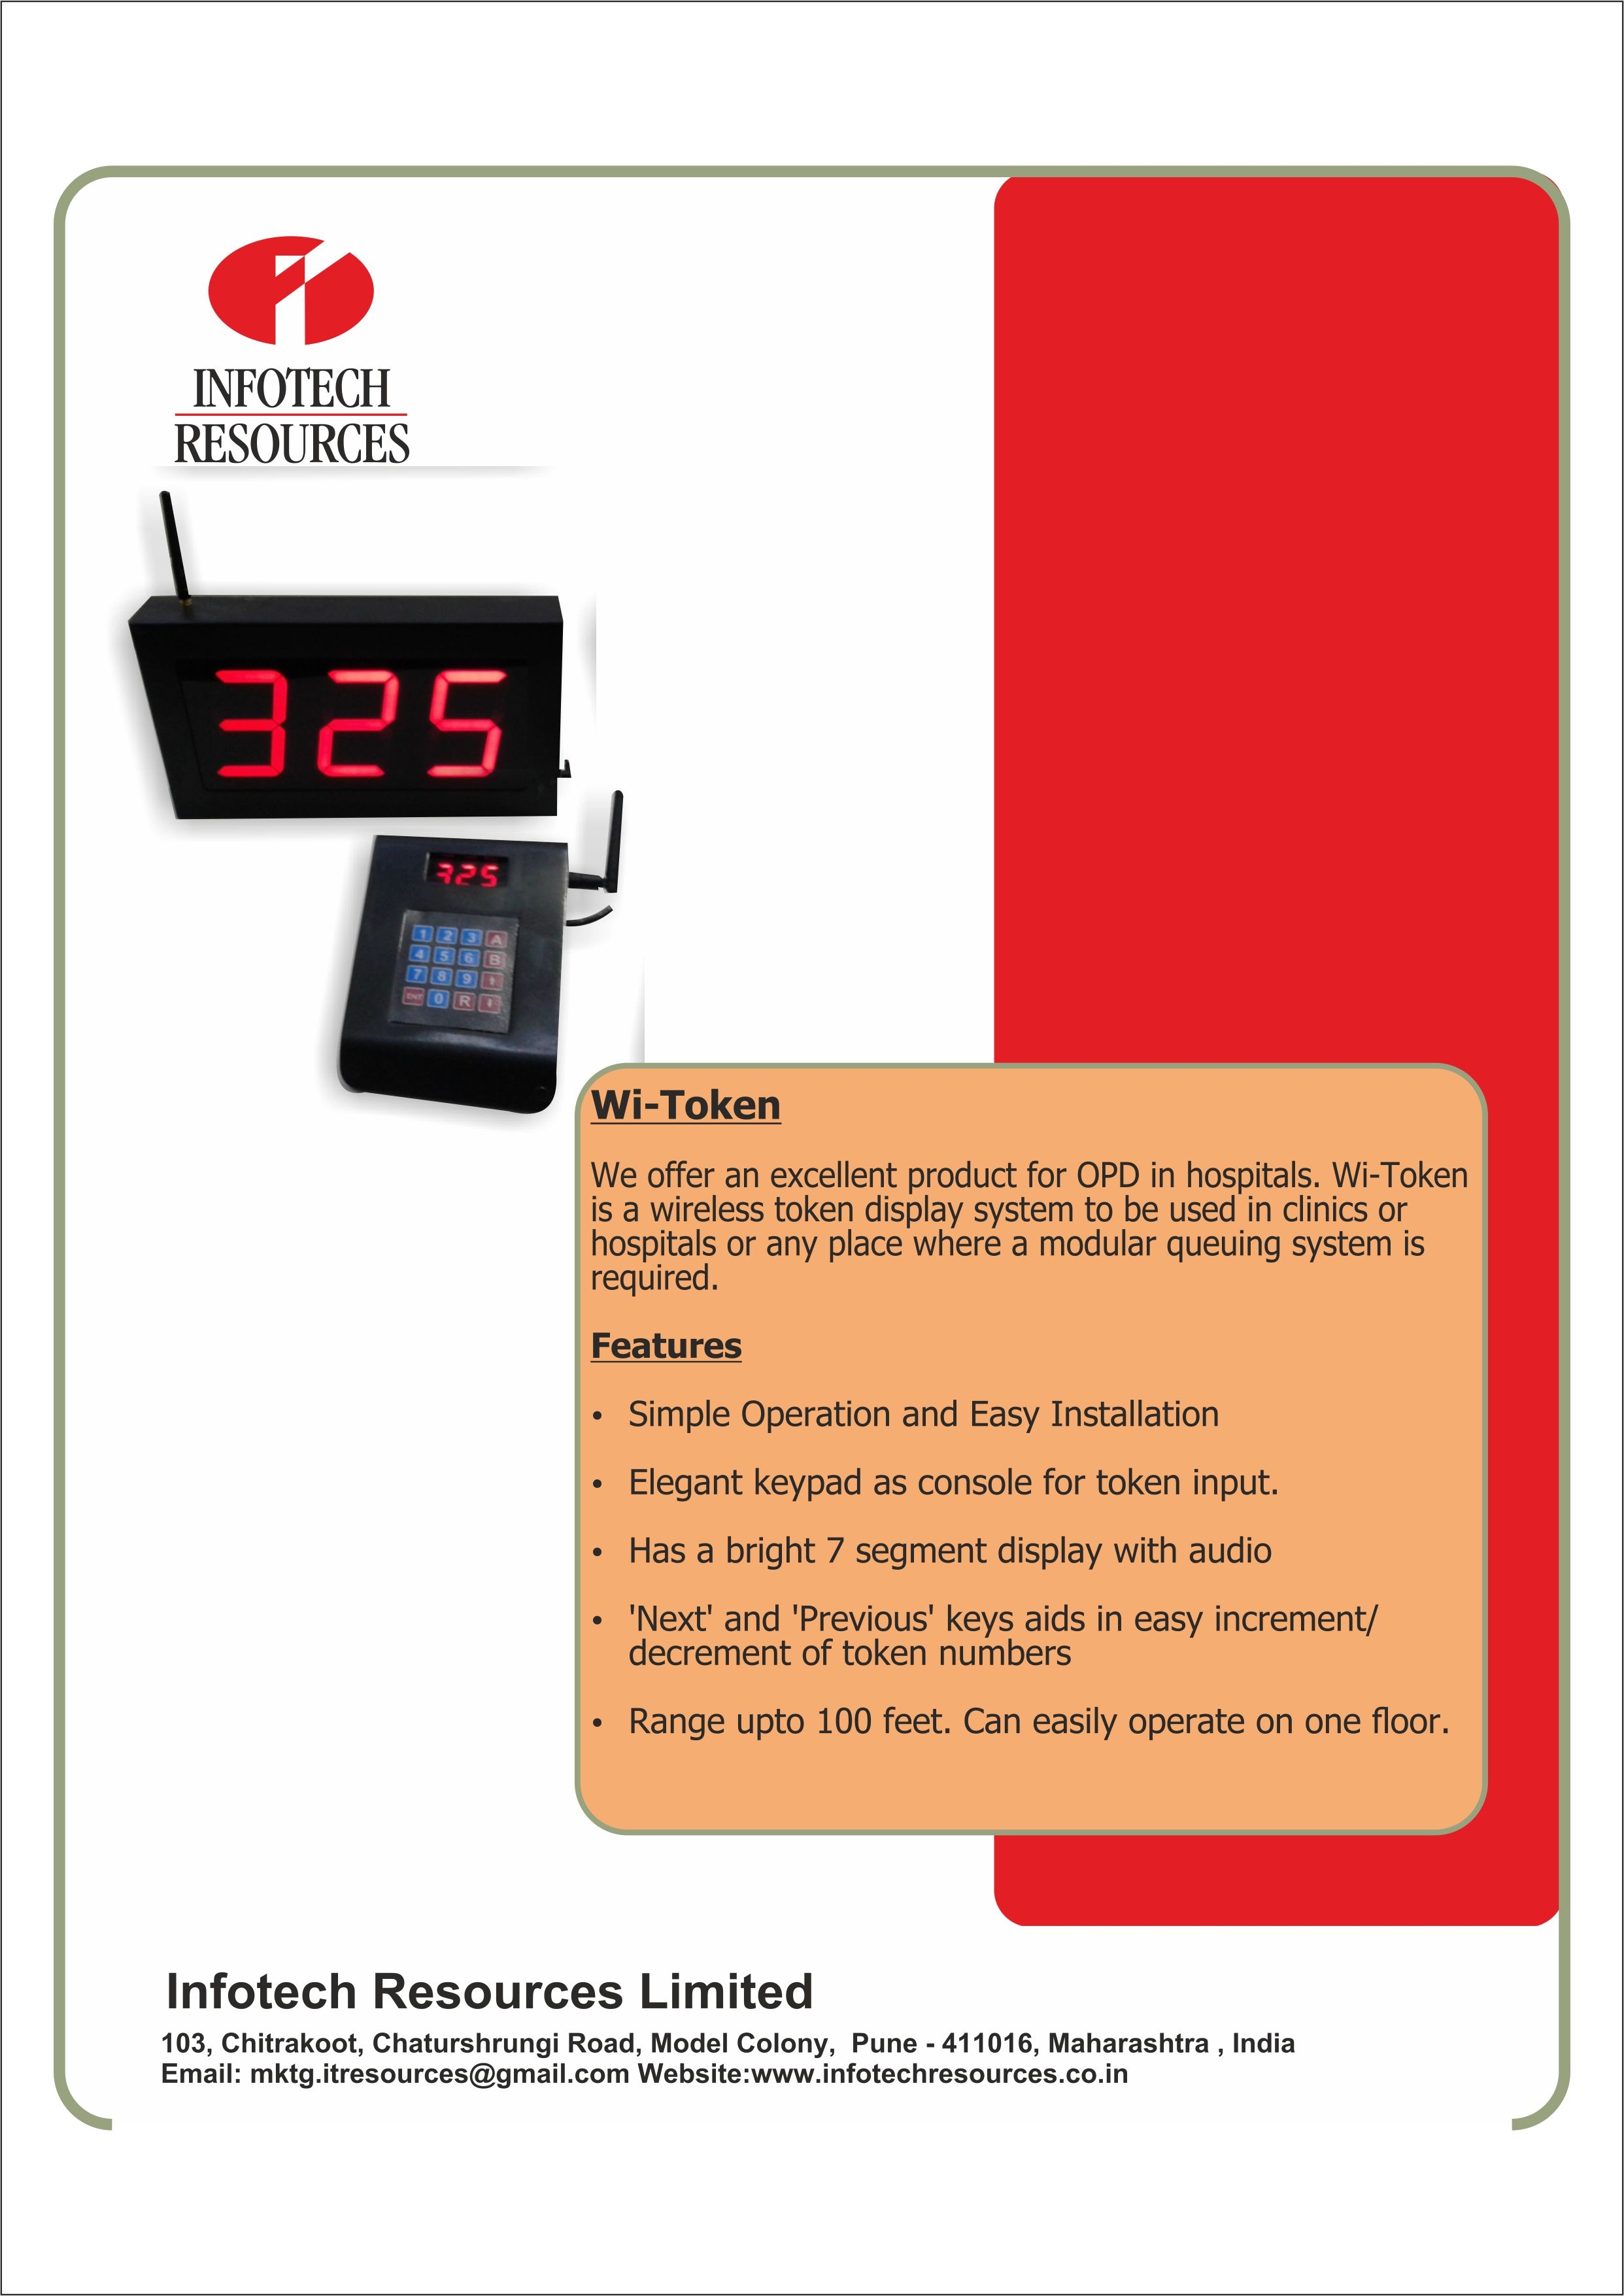 INFOTECH
RESOURCES
325
325
1 2 3 A
4 5 6 B
7 8 9
ENT 0 R
Wi-Token
We offer an excellent product for OPD in hospitals. Wi-Token
is a wireless token display system to be used in clinics or
hospitals or any place where a modular queuing system is
required.
Features
• Simple Operation and Easy Installation
• Elegant keypad as console for token input.
• Has a bright 7 segment display with audio
• 'Next' and 'Previous' keys aids in easy increment/
decrement of token numbers
• Range upto 100 feet. Can easily operate on one floor.
Infotech Resources Limited
103, Chitrakoot, Chaturshrungi Road, Model Colony,  Pune - 411016, Maharashtra , India
Email: mktg.itresources@gmail.com Website:www.infotechresources.co.in